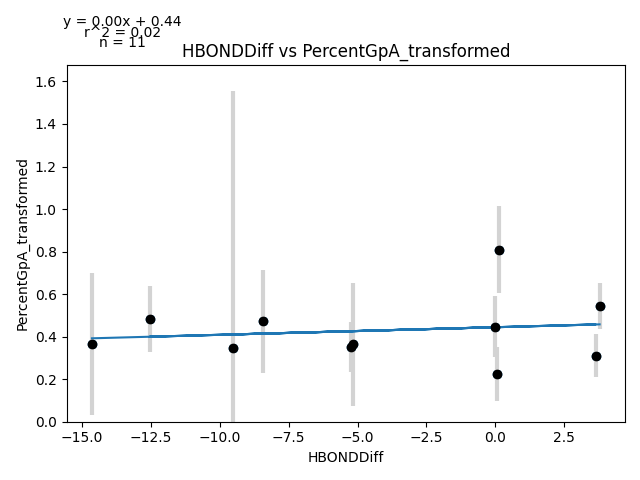 y = 0.00x + 0.44
r^2 = 0.02
n = 11
HBONDDiff vs PercentGpA_transformed
PercentGpA_transformed
1.6
1.4
1.2
1.0
0.8
0.6
0.4
0.2
0.0
−15.0 −12.5 −10.0 −7.5 −5.0 −2.5 0.0 2.5
HBONDDiff